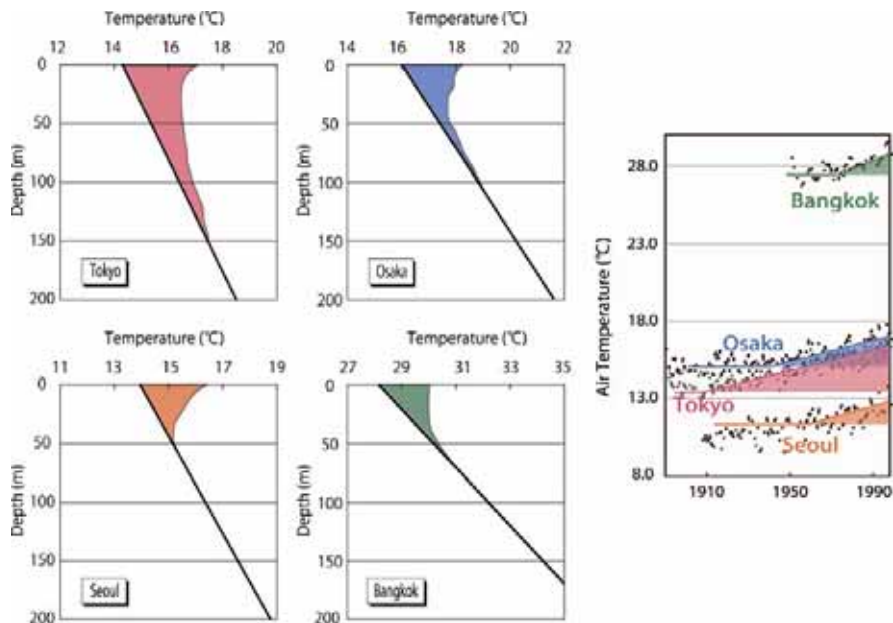 Temperature (℃)
12 14 16 18 20
0
50
100
150
200
Depth (m)
Tokyo
Temperature (℃)
14 16 18 20 22
0
50
100
150
200
Depth (m)
Osaka
Temperature (℃)
11 13 15 17 19
0
50
100
150
200
Depth (m)
Seoul
Temperature (℃)
27 29 31 33 35
0
50
100
150
200
Depth (m)
Bangkok
Air Temperature (℃)
28.0
23.0
18.0
13.0
8.0
Bangkok
Osaka
Tokyo
Seoul
1910 1950 1990